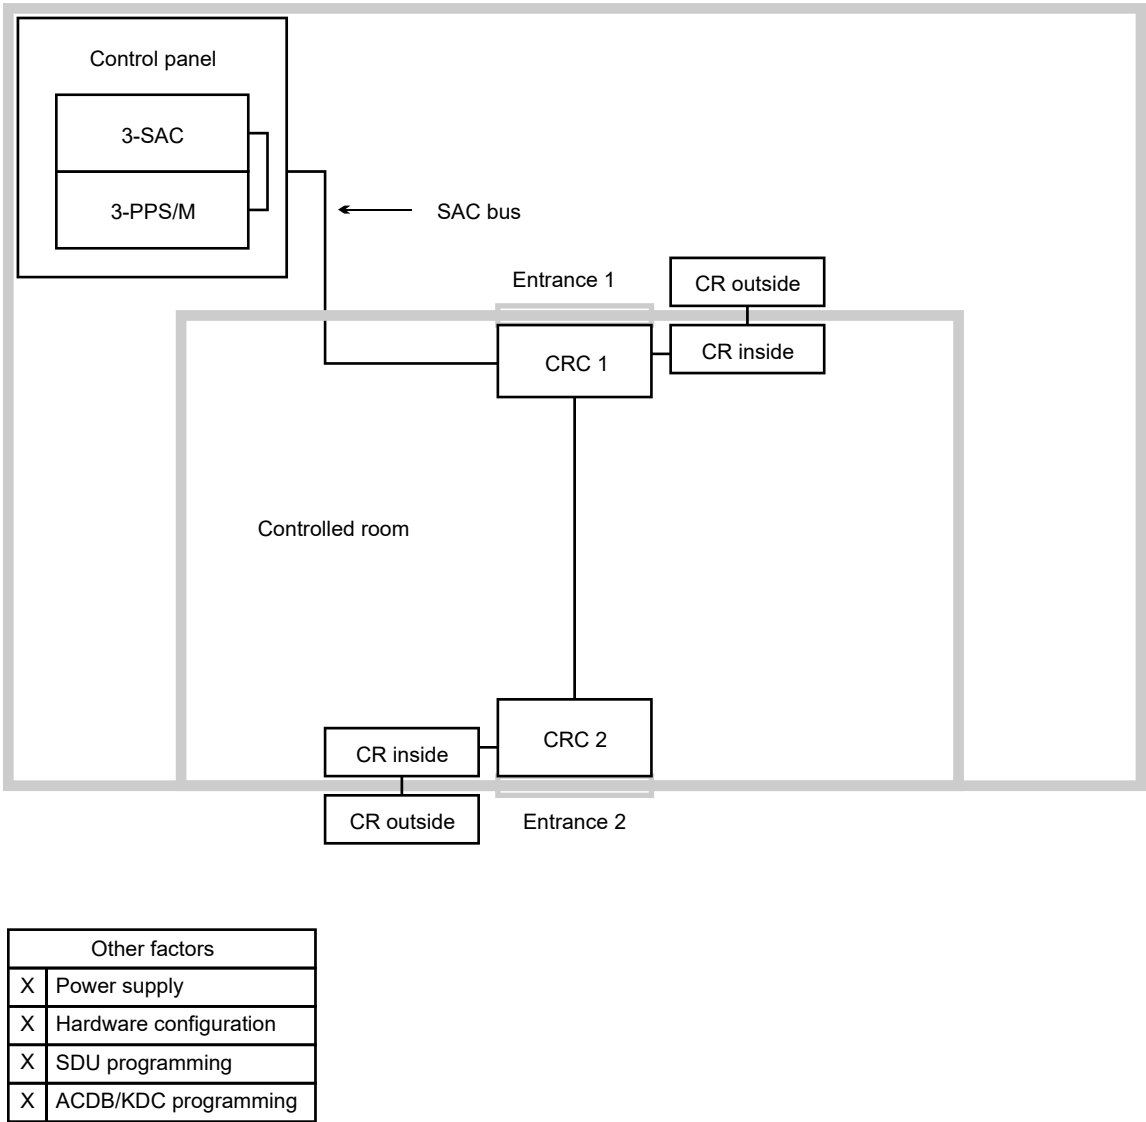 Control panel
3-SAC
3-PPS/M
SAC bus
Entrance 1
CR outside
CRC 1
CR inside
Controlled room
CR inside
CRC 2
CR outside
Entrance 2
Other factors
X Power supply
X Hardware configuration
X SDU programming
X ACDB/KDC programming